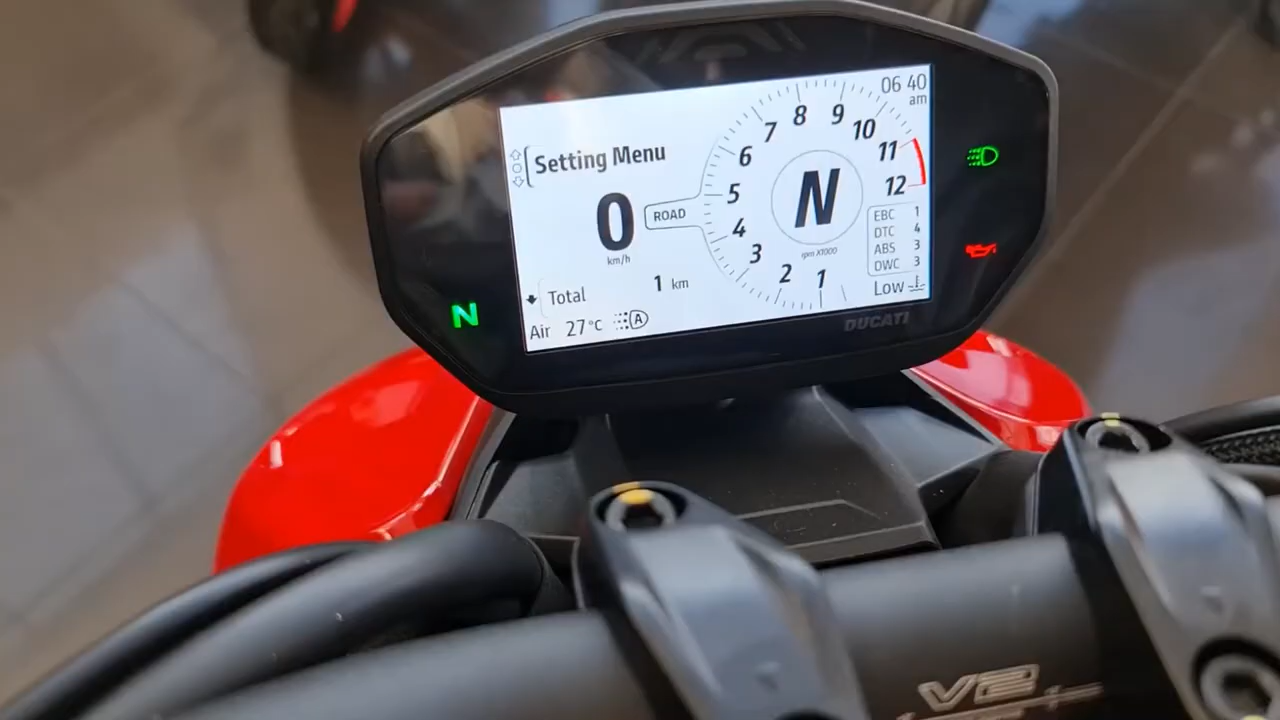 06 40
am
Setting Menu
0
km/h
ROAD
N
rpm X1000
1
2
3
4
5
6
7
8
9
10
11
12
EBC 1
DTC 4
ABS 3
DWC 3
Low
Total 1 km
Air 27°C
A
N
DUCATI
V2